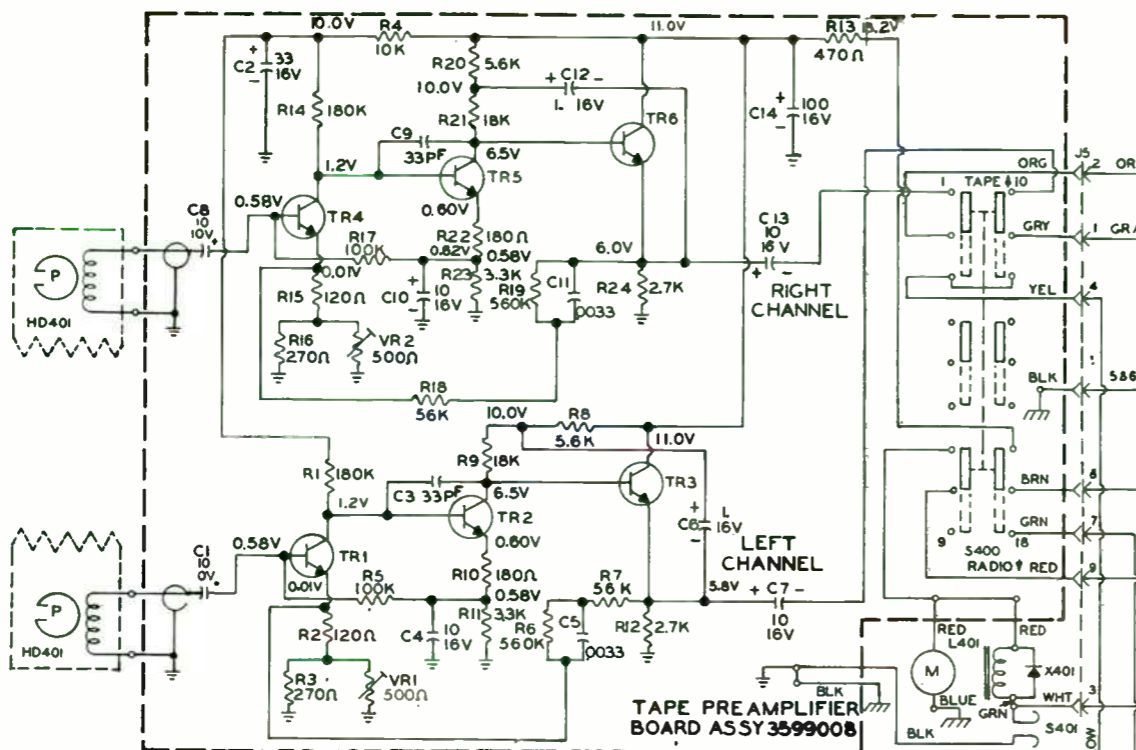 10.0V
R4
10K
11.0V
R13
13.2V
470Ω
+
C2
33
16V
-
R20
5.6K
10.0V
+ C12 -
1. 16V
R14
180K
R21
18K
C9
33PF
6.5V
TR6
+
C14
-
100
16V
1.2V
TR5
ORG
J5
2
OR
1
TAPE
10
C8
10
10V
+
0.58V
TR4
0.60V
R17
100K
R22
180Ω
0.62V
0.58V
C13
10
16V
+
-
GRY
1
GRA
6.0V
0.01V
+
C10
-
10
16V
R23
3.3K
R19
560K
C11
.0033
R24
2.7K
RIGHT
CHANNEL
YEL
4
P
HD401
R15
120Ω
R16
270Ω
VR2
500Ω
R18
56K
BLK
5
586
10.0V
R8
5.6K
11.0V
R9
18K
R1
180K
C3 33PF
6.5V
TR3
BRN
8
1.2V
TR2
+
C6
-
1.
16V
GRN
7
9
18
S400
RADIO
RED
9
C1
10
0V
+
0.58V
TR1
0.60V
LEFT
CHANNEL
R10
180Ω
0.58V
0.01V
R5
100K
R7
56K
5.8V
+ C7 -
10
16V
P
HD401
R2
120Ω
C4
10
16V
R11
3.3K
R6
560K
C5
.0033
R12
2.7K
RED
RED
L401
M
X401
R3
270Ω
VR1
500Ω
BLK
BLUE
GRN
WHT
3
S401
BLK
OW
TAPE PREAMPLIFIER
BOARD ASSY 3599008